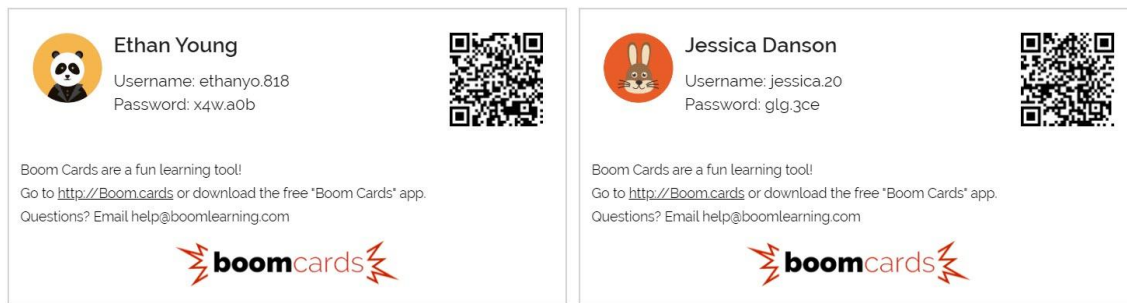 Ethan Young
Username: ethanyo.818
Password: x4w.a0b
Boom Cards are a fun learning tool!
Go to http://Boom.cards or download the free "Boom Cards" app.
Questions? Email help@boomlearning.com
boomcards
Jessica Danson
Username: jessica.20
Password: glg.3ce
Boom Cards are a fun learning tool!
Go to http://Boom.cards or download the free "Boom Cards" app.
Questions? Email help@boomlearning.com
boomcards